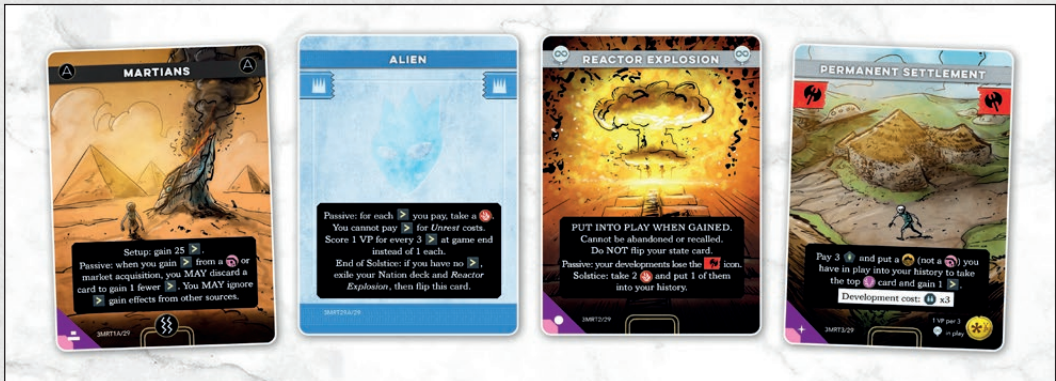 MARTIANS
Setup: gain 25 .
Passive: when you gain from a or
market acquisition, you MAY discard a
card to gain 1 fewer . You MAY ignore
gain effects from other sources.
3MRT1A/29
ALIEN
Passive: for each you pay, take a .
You cannot pay for Unrest costs.
Score 1 VP for every 3 at game end
instead of 1 each.
End of Solstice: if you have no ,
exile your Nation deck and Reactor
Explosion, then flip this card.
3MRT2SA/29
REACTOR EXPLOSION
PUT INTO PLAY WHEN GAINED.
Cannot be abandoned or recalled.
Do NOT flip your state card.
Passive: your developments lose the icon.
Solstice: take 2 and put 1 of them
into your history.
3MRT2/29
PERMANENT SETTLEMENT
Pay 3 and put a (not a ) you
have in play into your history to take
the top card and gain 1 .
Development cost: x3
3MRT3/29
1 VP per 3
in play